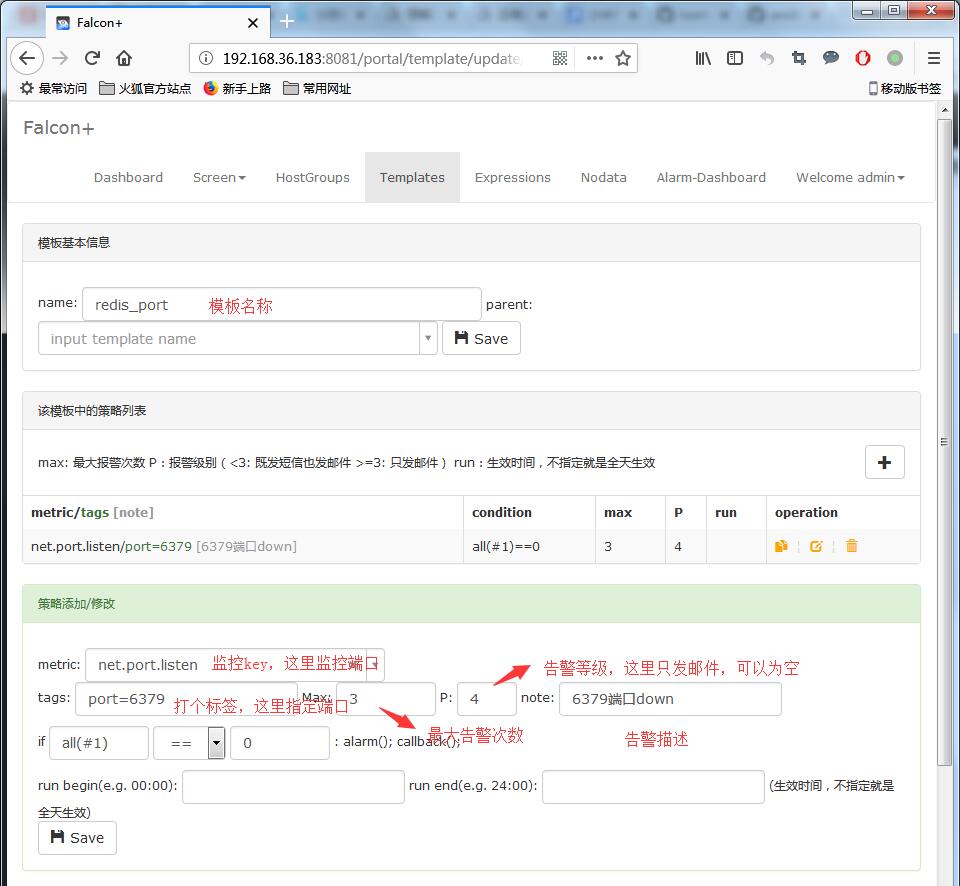 Falcon+
192.168.36.183:8081/portal/template/update
最常访问 火狐官方站点 新手上路 常用网址 移动版书签
Falcon+
Dashboard Screen HostGroups Templates Expressions Nodata Alarm-Dashboard Welcome admin
模板基本信息
name: redis_port 模板名称 parent:
input template name Save
该模板中的策略列表
max: 最大报警次数 P：报警级别（<3: 既发短信也发邮件 >=3: 只发邮件） run：生效时间，不指定就是全天生效
metric/tags [note] condition max P run operation
net.port.listen/port=6379 [6379端口down] all(#1)==0 3 4
策略添加/修改
metric: net.port.listen 监控key，这里监控端口
告警等级，这里只发邮件，可以为空
tags: port=6379 打个标签，这里指定端口 Max: 3 P: 4 note: 6379端口down
if all(#1) == 0 : alarm(); callback();
最大告警次数 告警描述
run begin(e.g. 00:00): run end(e.g. 24:00): (生效时间，不指定就是
全天生效)
Save